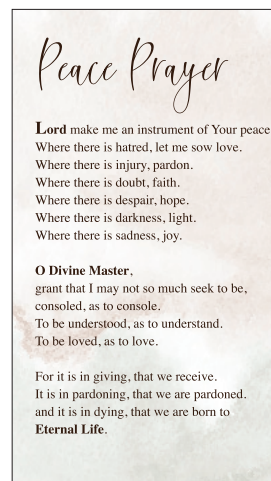 Peace Prayer
Lord make me an instrument of Your peace
Where there is hatred, let me sow love.
Where there is injury, pardon.
Where there is doubt, faith.
Where there is despair, hope.
Where there is darkness, light.
Where there is sadness, joy.
O Divine Master,
grant that I may not so much seek to be,
consoled, as to console.
To be understood, as to understand.
To be loved, as to love.
For it is in giving, that we receive.
It is in pardoning, that we are pardoned.
and it is in dying, that we are born to
Eternal Life.